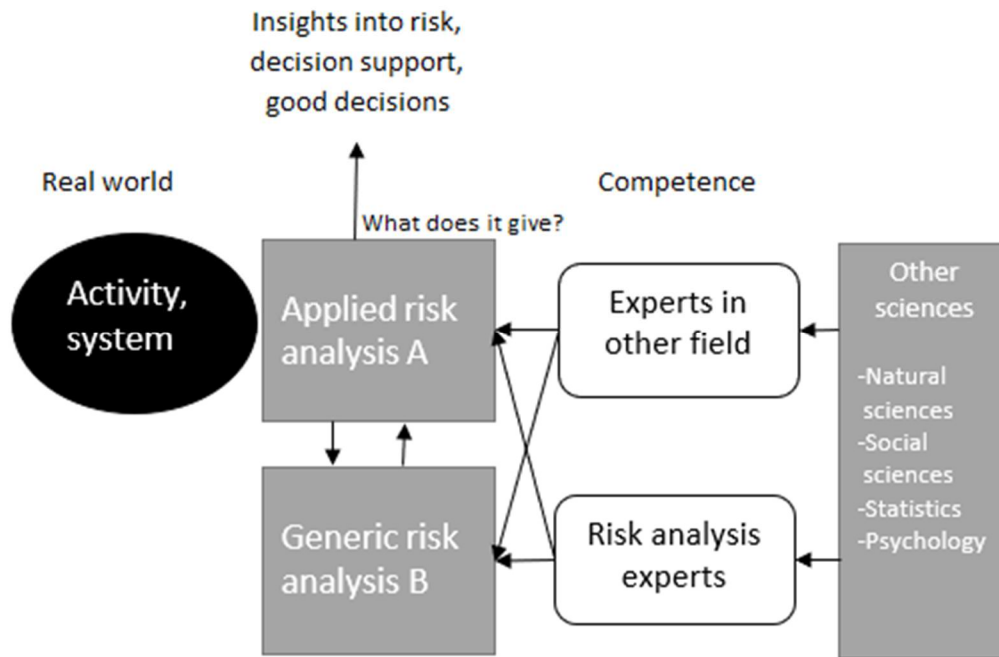 Insights into risk,
decision support,
good decisions
Real world
Competence
What does it give?
Activity,
system
Applied risk
analysis A
Experts in
other field
Other
sciences
-Natural
sciences
-Social
sciences
-Statistics
-Psychology
Generic risk
analysis B
Risk analysis
experts